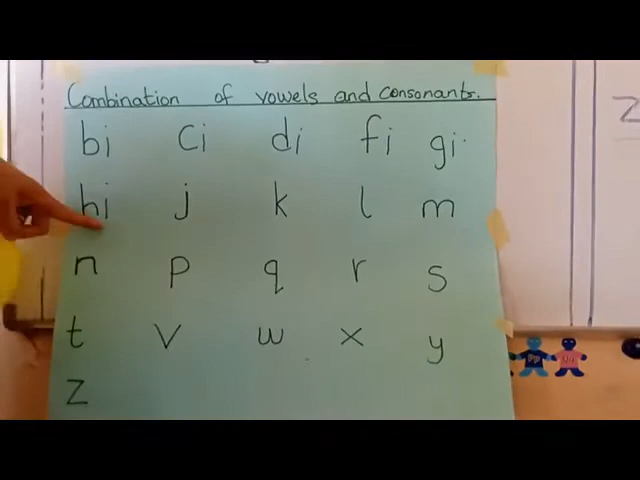 Combination of vowels and consonants.
bi ci di fi gi
hi j k l m
n p q r s
t v w x y
z
z